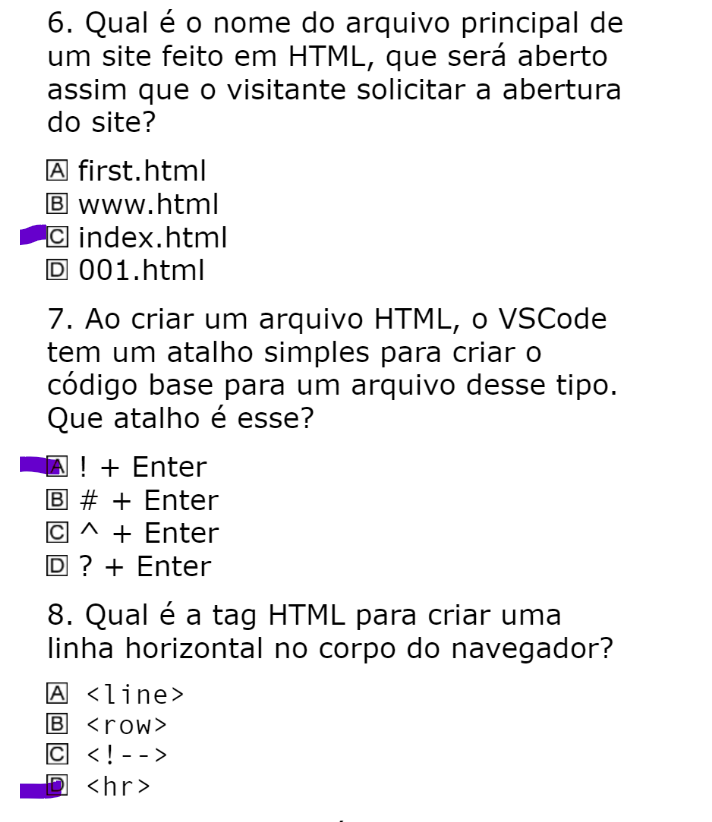 6. Qual é o nome do arquivo principal de
um site feito em HTML, que será aberto
assim que o visitante solicitar a abertura
do site?
A first.html
B www.html
C index.html
D 001.html
7. Ao criar um arquivo HTML, o VSCode
tem um atalho simples para criar o
código base para um arquivo desse tipo.
Que atalho é esse?
A ! + Enter
B # + Enter
C ^ + Enter
D ? + Enter
8. Qual é a tag HTML para criar uma
linha horizontal no corpo do navegador?
A <line>
B <row>
C <!-->
D <hr>